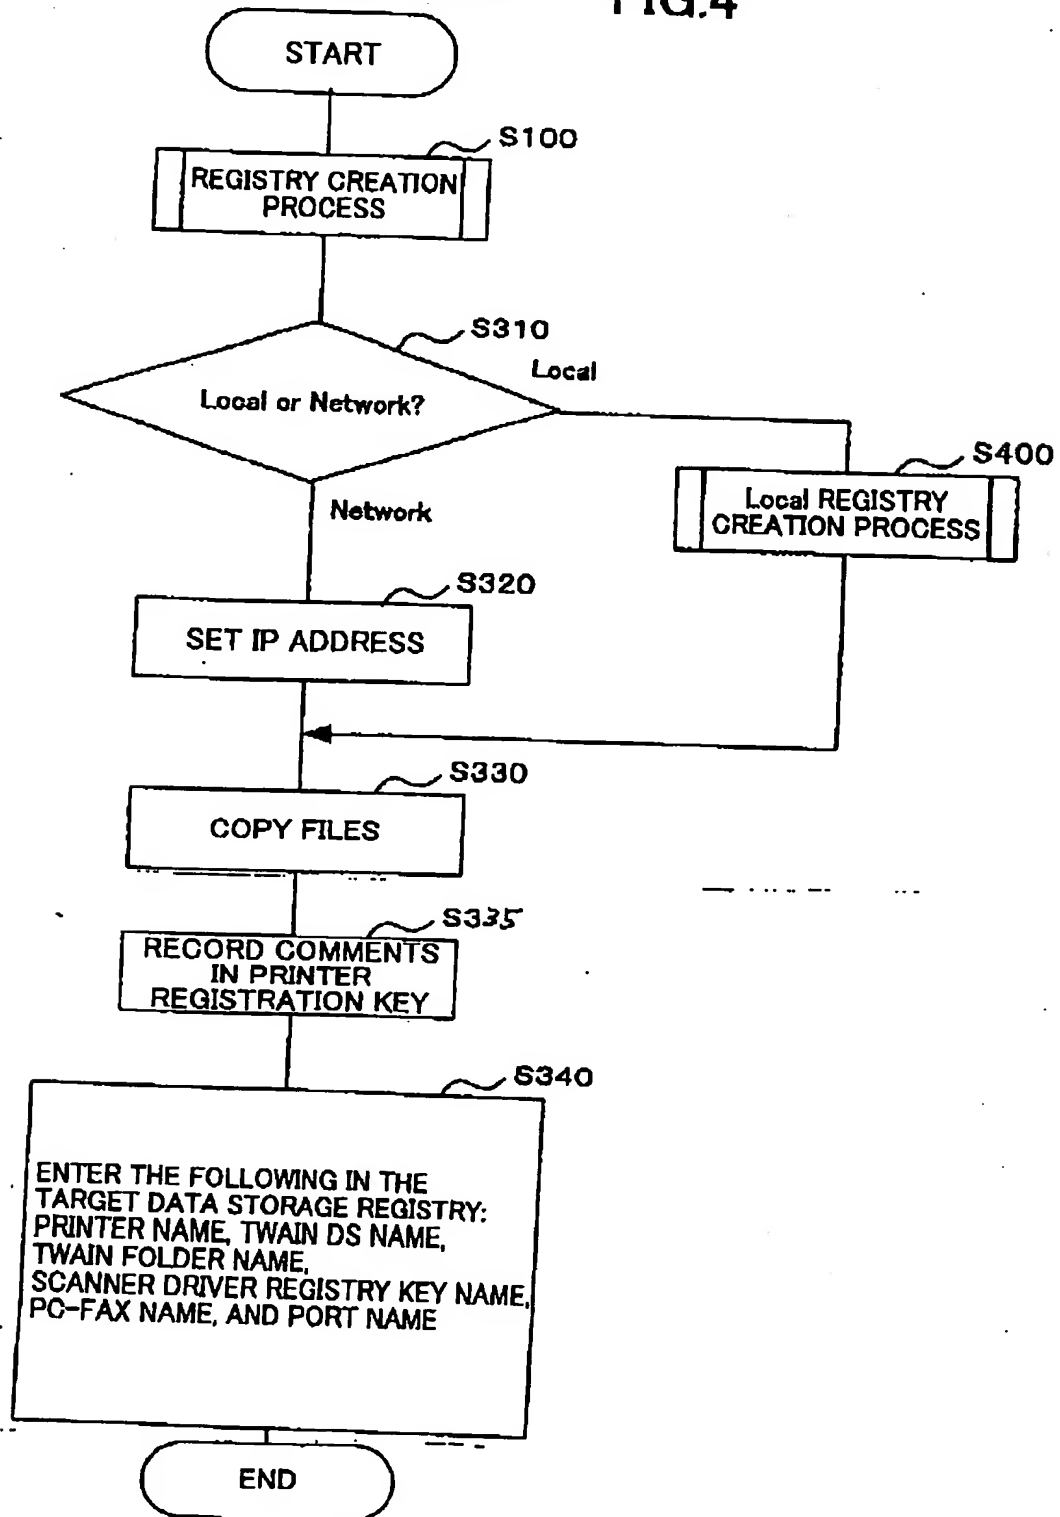 FIG.4
START
S100
REGISTRY CREATION
PROCESS
S310
Local
Local or Network?
S400
Local REGISTRY
CREATION PROCESS
Network
S320
SET IP ADDRESS
S330
COPY FILES
S335
RECORD COMMENTS
IN PRINTER
REGISTRATION KEY
S340
ENTER THE FOLLOWING IN THE
TARGET DATA STORAGE REGISTRY:
PRINTER NAME, TWAIN DS NAME,
TWAIN FOLDER NAME,
SCANNER DRIVER REGISTRY KEY NAME,
PC-FAX NAME, AND PORT NAME
END